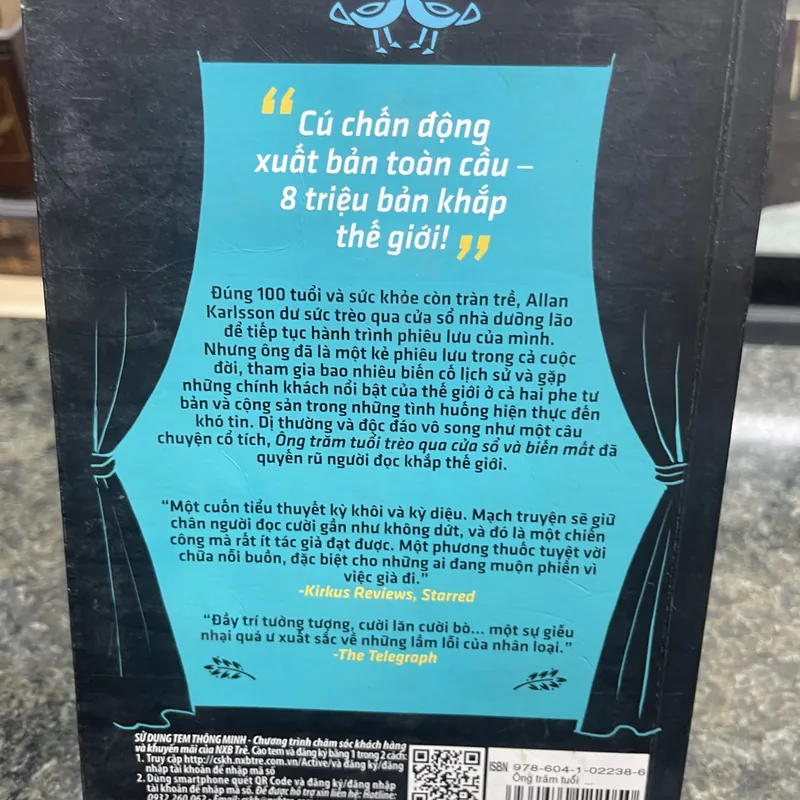 “ Cú chấn động
xuất bản toàn cầu –
8 triệu bản khắp
thế giới! ”
Đúng 100 tuổi và sức khỏe còn tràn trề, Allan
Karlsson dư sức trèo qua cửa sổ nhà dưỡng lão
để tiếp tục hành trình phiêu lưu của mình.
Nhưng ông đã là một kẻ phiêu lưu trong cả cuộc
đời, tham gia bao nhiêu biến cố lịch sử và gặp
những chính khách nổi bật của thế giới ở cả hai phe tư
bản và cộng sản trong những tình huống hiện thực đến
khó tin. Dị thường và độc đáo vô song như một câu
chuyện cổ tích, Ông trăm tuổi trèo qua cửa sổ và biến mất đã
quyến rũ người đọc khắp thế giới.
“Một cuốn tiểu thuyết kỳ khôi và kỳ diệu. Mạch truyện sẽ giữ
chân người đọc cười gần như không dứt, và đó là một chiến
công mà rất ít tác giả đạt được. Một phương thuốc tuyệt vời
chữa nỗi buồn, đặc biệt cho những ai đang muộn phiền vì
việc già đi.”
-Kirkus Reviews, Starred
“Đầy trí tưởng tượng, cười lăn cười bò... một sự giễu
nhại quá ư xuất sắc về những lầm lỗi của nhân loại.”
-The Telegraph
SỬ DỤNG TEM THÔNG MINH - Chương trình chăm sóc khách hàng
và khuyến mãi của NXB Trẻ. Cào tem và đăng ký bằng 1 trong 2 cách:
1. Truy cập http://cskh.nxbtre.com.vn/Active/và đăng ký/đăng
nhập tài khoản để nhập mã số
2. Dùng smartphone quét QR Code và đăng ký/đăng
nhập tài khoản để nhập mã số
Để được hỗ trợ xin liên hệ: Hotline:
0932 260 062
ISBN 978-604-1-02238-6
Ông trăm tuổi ...